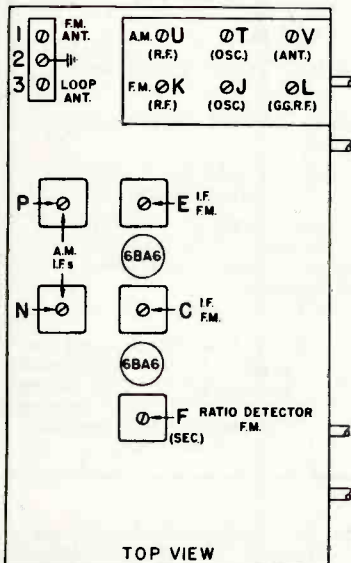 1 F.M. ANT.
2
3 LOOP ANT.
A.M. U (R.F.) T (OSC.) V (ANT.)
F.M. K (R.F.) J (OSC.) L (G.G.R.F.)
P
E I.F. F.M.
A.M. I.F.s
6BA6
N
C I.F. F.M.
6BA6
F RATIO DETECTOR F.M.
(SEC.)
TOP VIEW